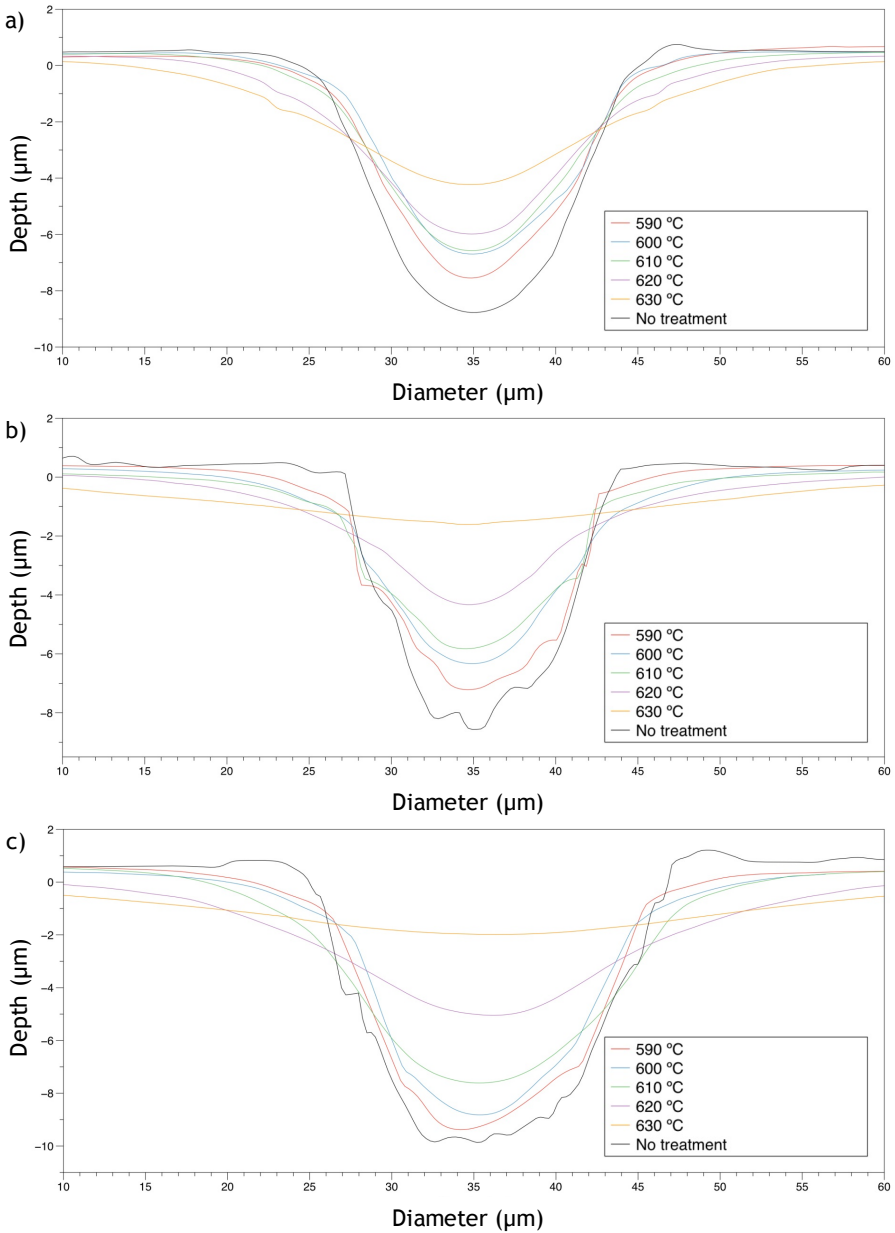 a)
2
0
−2
−4
−6
−8
−10
Depth (µm)
590 ºC
600 ºC
610 ºC
620 ºC
630 ºC
No treatment
10 15 20 25 30 35 40 45 50 55 60
Diameter (µm)
b)
2
0
−2
−4
−6
−8
Depth (µm)
590 ºC
600 ºC
610 ºC
620 ºC
630 ºC
No treatment
10 15 20 25 30 35 40 45 50 55 60
Diameter (µm)
c)
2
0
−2
−4
−6
−8
−10
Depth (µm)
590 ºC
600 ºC
610 ºC
620 ºC
630 ºC
No treatment
10 15 20 25 30 35 40 45 50 55 60
Diameter (µm)